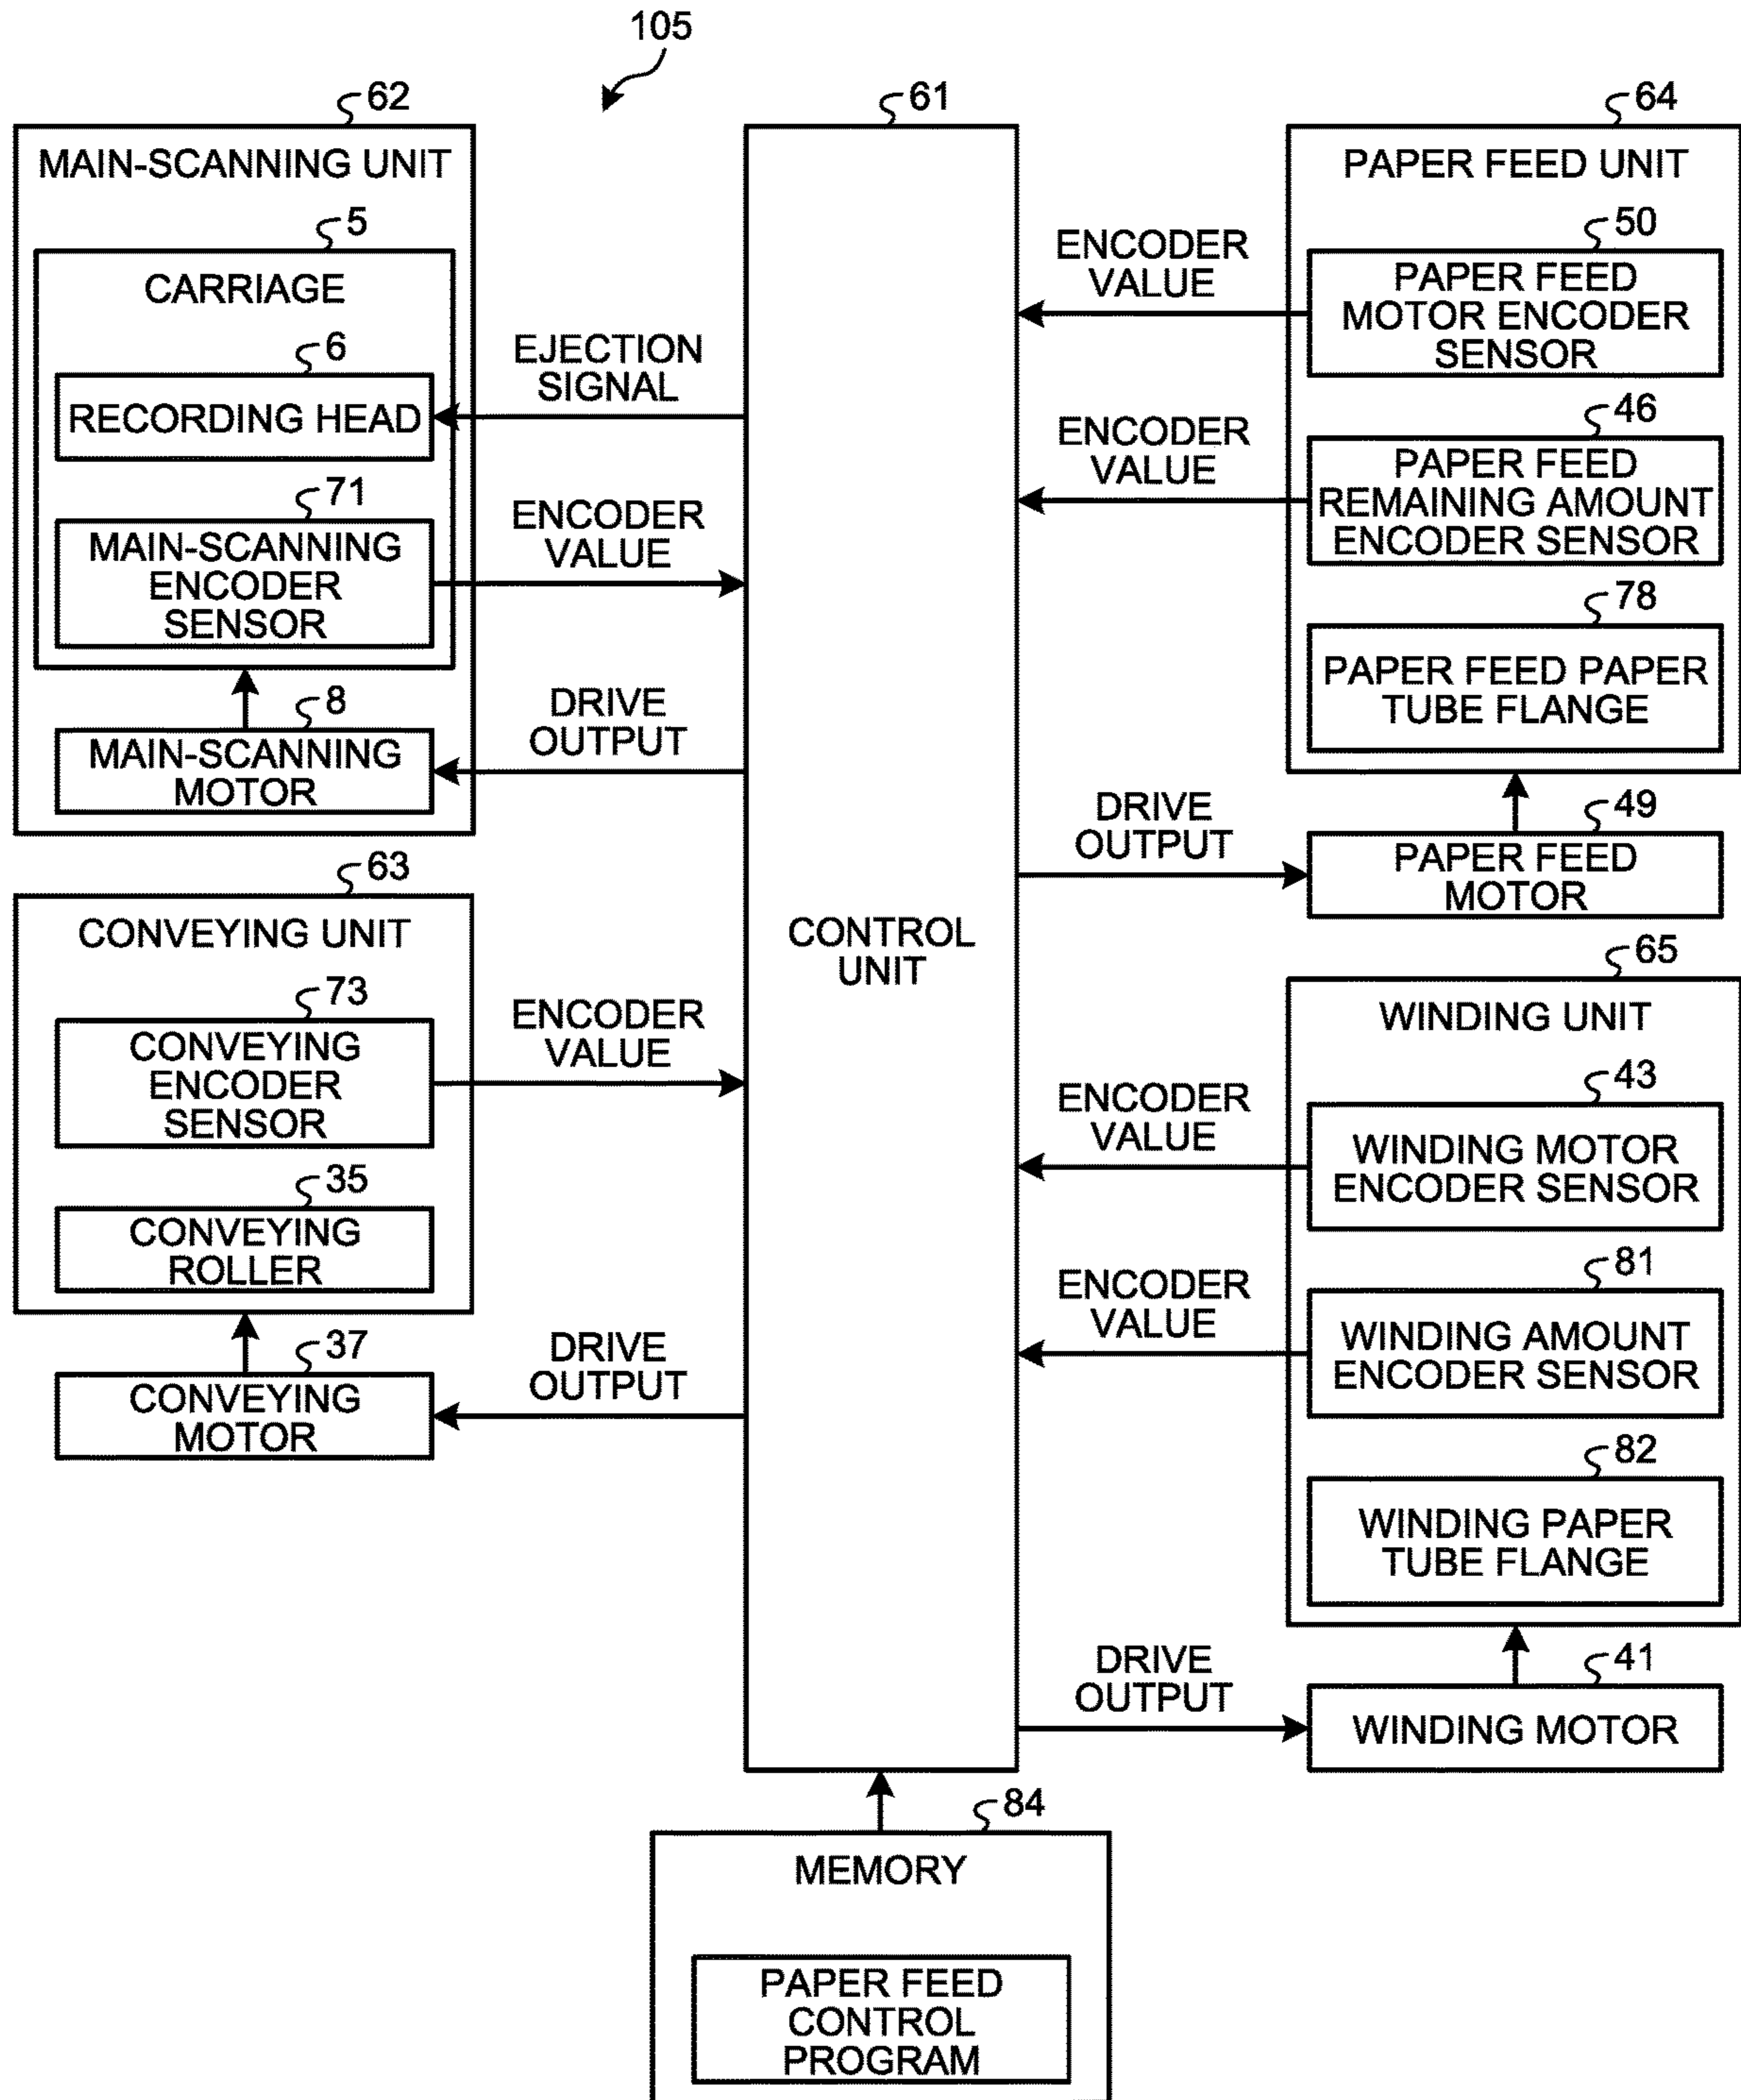 105
62
MAIN-SCANNING UNIT
5
CARRIAGE
6
RECORDING HEAD
71
MAIN-SCANNING
ENCODER
SENSOR
8
MAIN-SCANNING
MOTOR
EJECTION
SIGNAL
ENCODER
VALUE
DRIVE
OUTPUT
63
CONVEYING UNIT
73
CONVEYING
ENCODER
SENSOR
35
CONVEYING
ROLLER
37
CONVEYING
MOTOR
ENCODER
VALUE
DRIVE
OUTPUT
61
CONTROL
UNIT
64
PAPER FEED UNIT
50
PAPER FEED
MOTOR ENCODER
SENSOR
46
PAPER FEED
REMAINING AMOUNT
ENCODER SENSOR
78
PAPER FEED PAPER
TUBE FLANGE
49
PAPER FEED
MOTOR
ENCODER
VALUE
ENCODER
VALUE
DRIVE
OUTPUT
65
WINDING UNIT
43
WINDING MOTOR
ENCODER SENSOR
81
WINDING AMOUNT
ENCODER SENSOR
82
WINDING PAPER
TUBE FLANGE
41
WINDING MOTOR
ENCODER
VALUE
ENCODER
VALUE
DRIVE
OUTPUT
84
MEMORY
PAPER FEED
CONTROL
PROGRAM